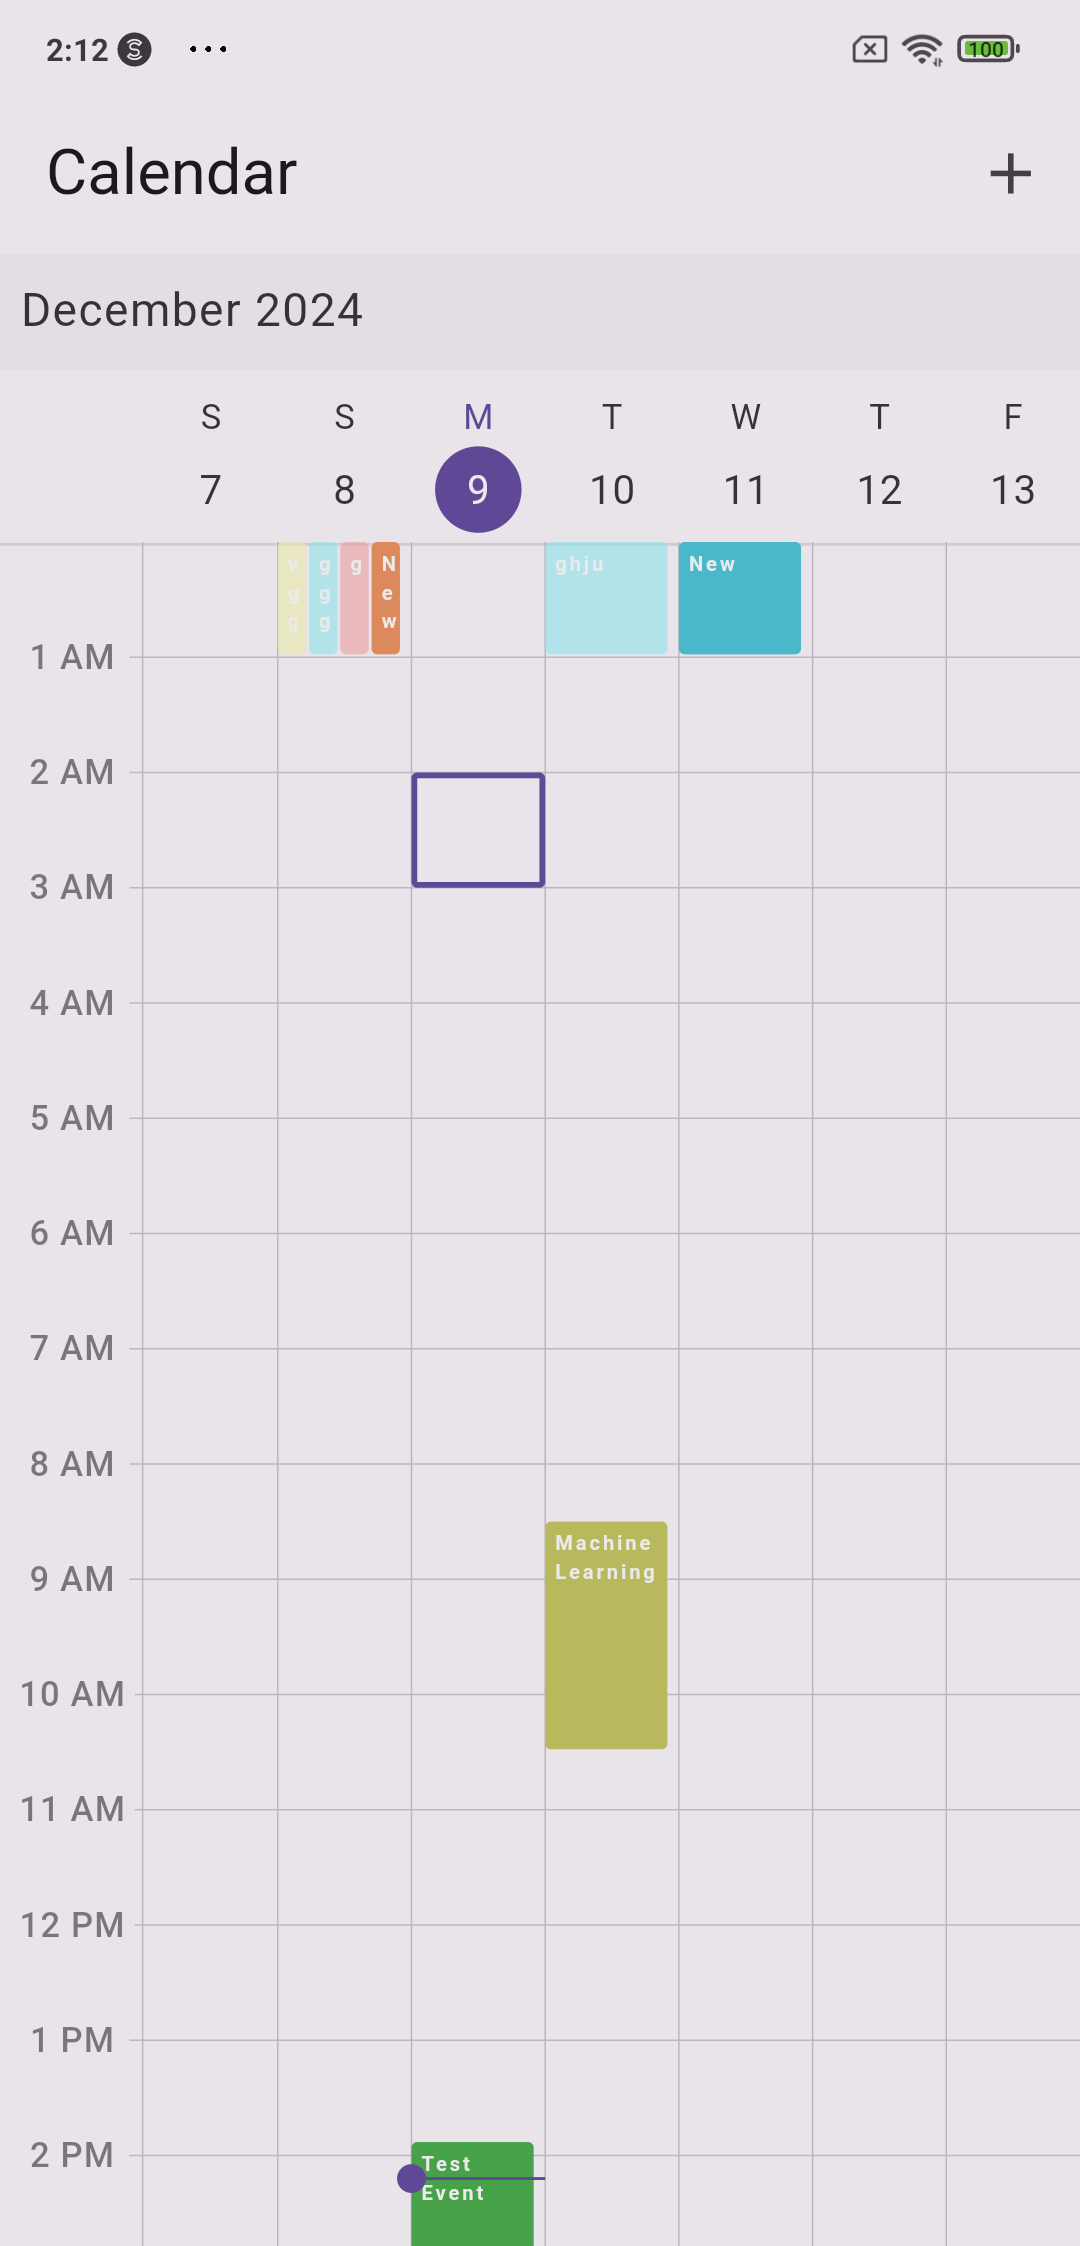 2:12
100
Calendar
December 2024
S S M T W T F
7 8 9 10 11 12 13
v
g
g
g
g
g
g
N
e
w
ghju
New
1 AM
2 AM
3 AM
4 AM
5 AM
6 AM
7 AM
8 AM
Machine
Learning
9 AM
10 AM
11 AM
12 PM
1 PM
2 PM
Test
Event